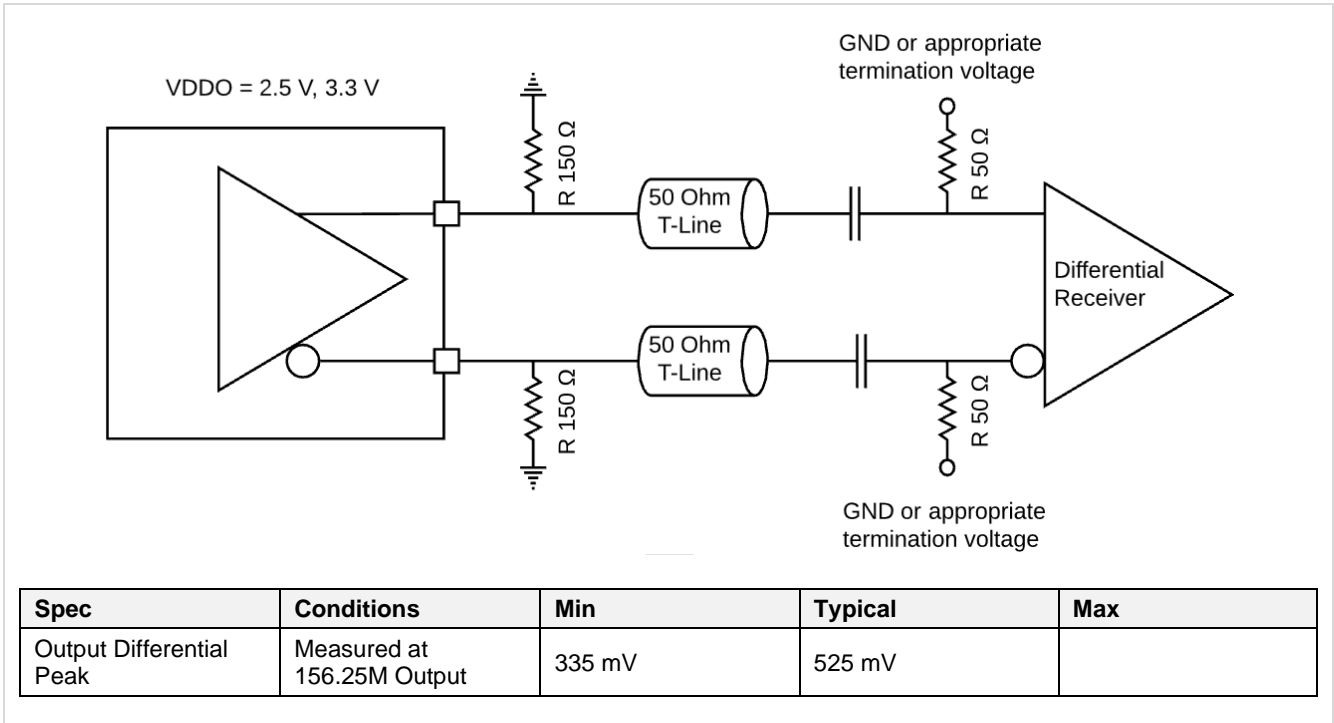 GND or appropriate
termination voltage
VDDO = 2.5 V, 3.3 V
R 150 Ω
R 50 Ω
50 Ohm
T-Line
Differential
Receiver
50 Ohm
T-Line
R 150 Ω
R 50 Ω
GND or appropriate
termination voltage
Spec Conditions Min Typical Max
Output Differential
Peak
Measured at
156.25M Output
335 mV
525 mV